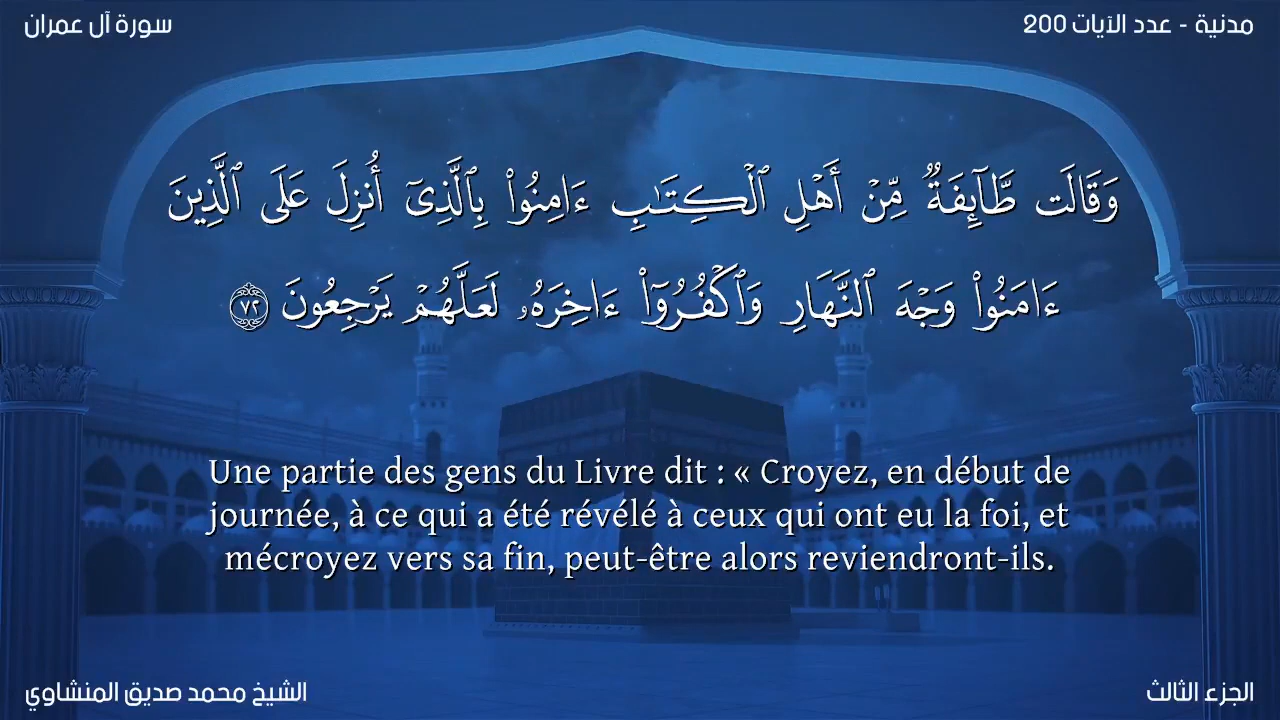 سورة آل عمران
مدنية - عدد الآيات 200
وَقَالَت طَّآئِفَةٌ مِّنْ أَهْلِ ٱلْكِتَـٰبِ ءَامِنُوا۟ بِٱلَّذِىٓ أُنزِلَ عَلَى ٱلَّذِينَ
ءَامَنُوا۟ وَجْهَ ٱلنَّهَارِ وَٱكْفُرُوٓا۟ ءَاخِرَهُۥ لَعَلَّهُمْ يَرْجِعُونَ ٧٢
Une partie des gens du Livre dit : « Croyez, en début de
journée, à ce qui a été révélé à ceux qui ont eu la foi, et
mécroyez vers sa fin, peut-être alors reviendront-ils.
الشيخ محمد صديق المنشاوي
الجزء الثالث